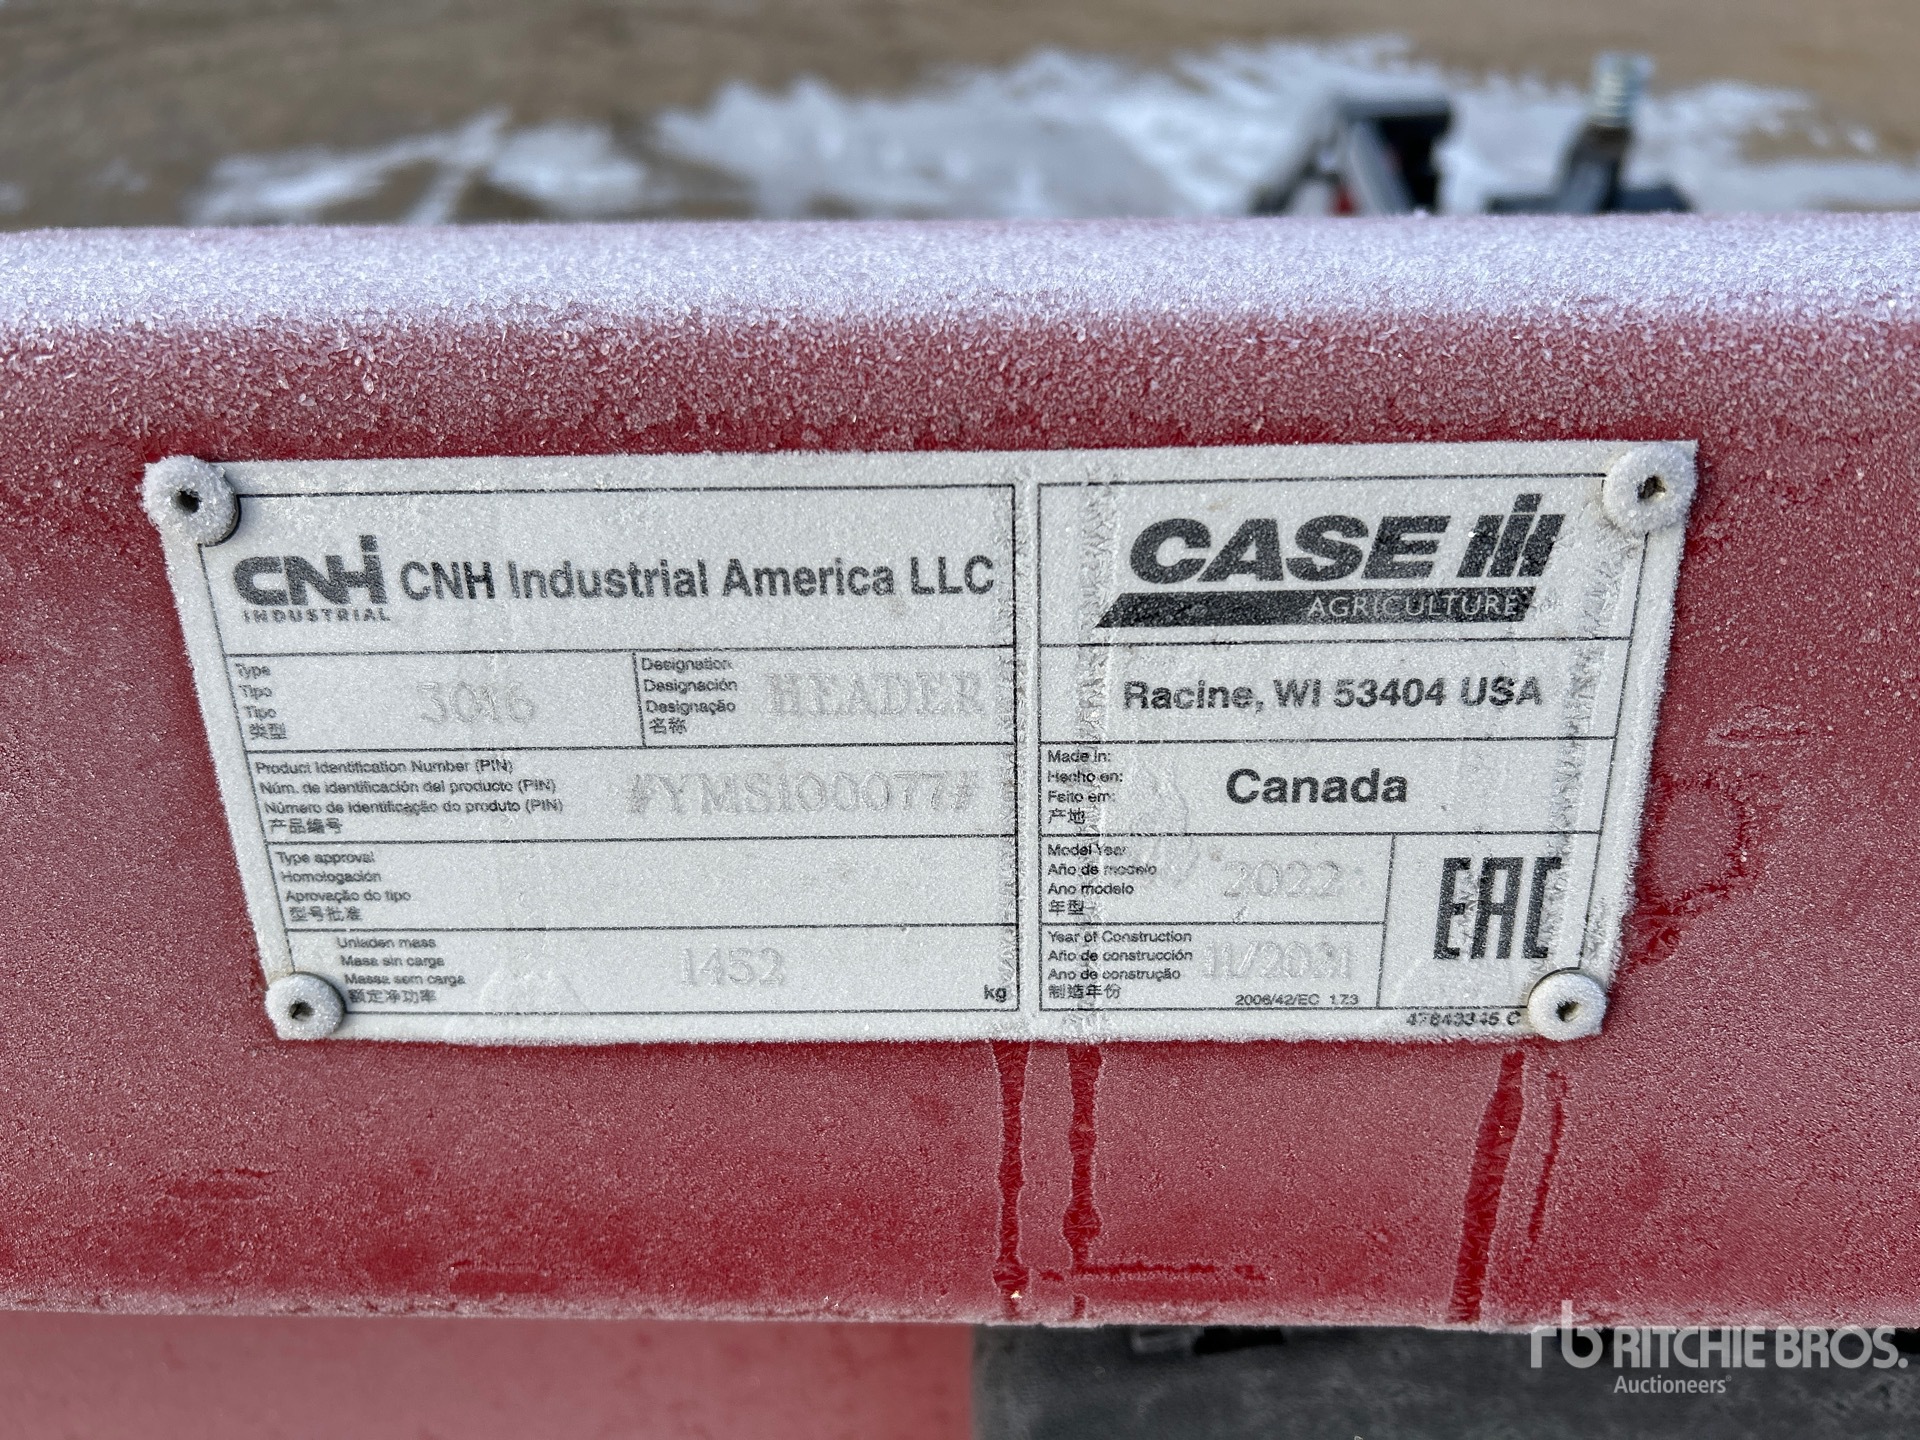 CNH INDUSTRIAL CNH Industrial America LLC
Type
Tipo
Tipo
类型
3016
Designation
Designación
Designação
名称
HEADER
Product Identification Number (PIN)
Núm. de identificación del producto (PIN)
Número de identificação do produto (PIN)
产品编号
#YMS100077#
Type approval
Homologación
Aprovação do tipo
型号批准
Unladen mass
Masa sin carga
Massa sem carga
额定净功率
1452
kg
CASE IH
AGRICULTURE
Racine, WI 53404 USA
Made in:
Hecho en:
Feito em:
产地
Canada
Model Year
Año de modelo
Ano modelo
年型
2022
Year of Construction
Año de construcción
Ano de construção
制造年份
11/2021
2006/42/EC 1.7.3
EAC
47643345 C
rb RITCHIE BROS.
Auctioneers